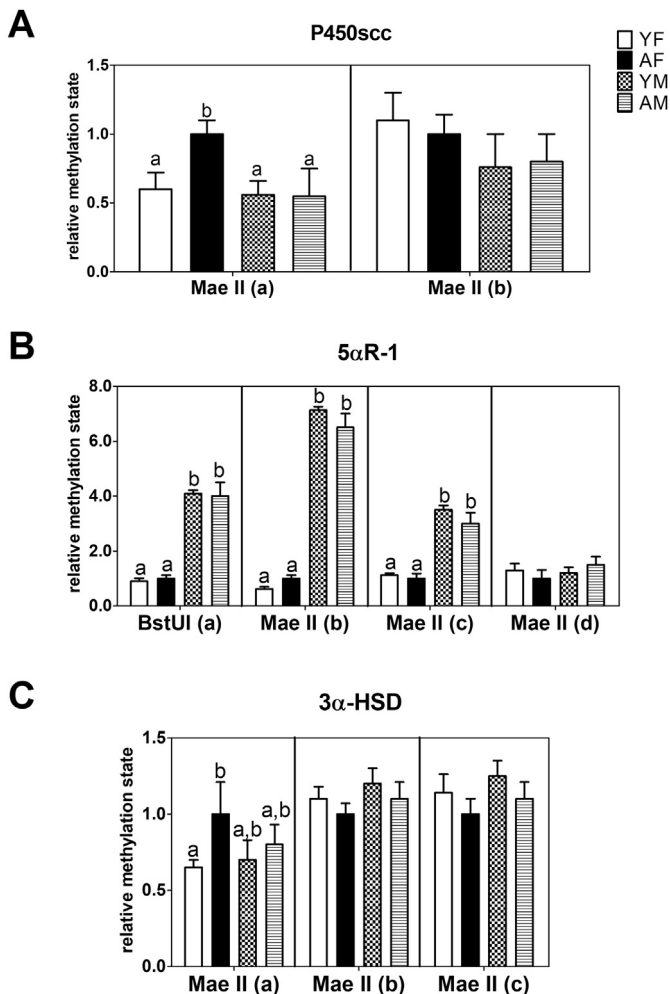 A
P450scc
YF
AF
YM
AM
relative methylation state
1.5
1.0
0.5
0.0
a
b
a
a
Mae II (a)
Mae II (b)
B
5αR-1
relative methylation state
8.0
6.0
4.0
2.0
0.0
a
a
b
b
a
a
b
b
a
a
b
b
BstUI (a)
Mae II (b)
Mae II (c)
Mae II (d)
C
3α-HSD
relative methylation state
1.5
1.0
0.5
0.0
a
b
a,b
a,b
Mae II (a)
Mae II (b)
Mae II (c)